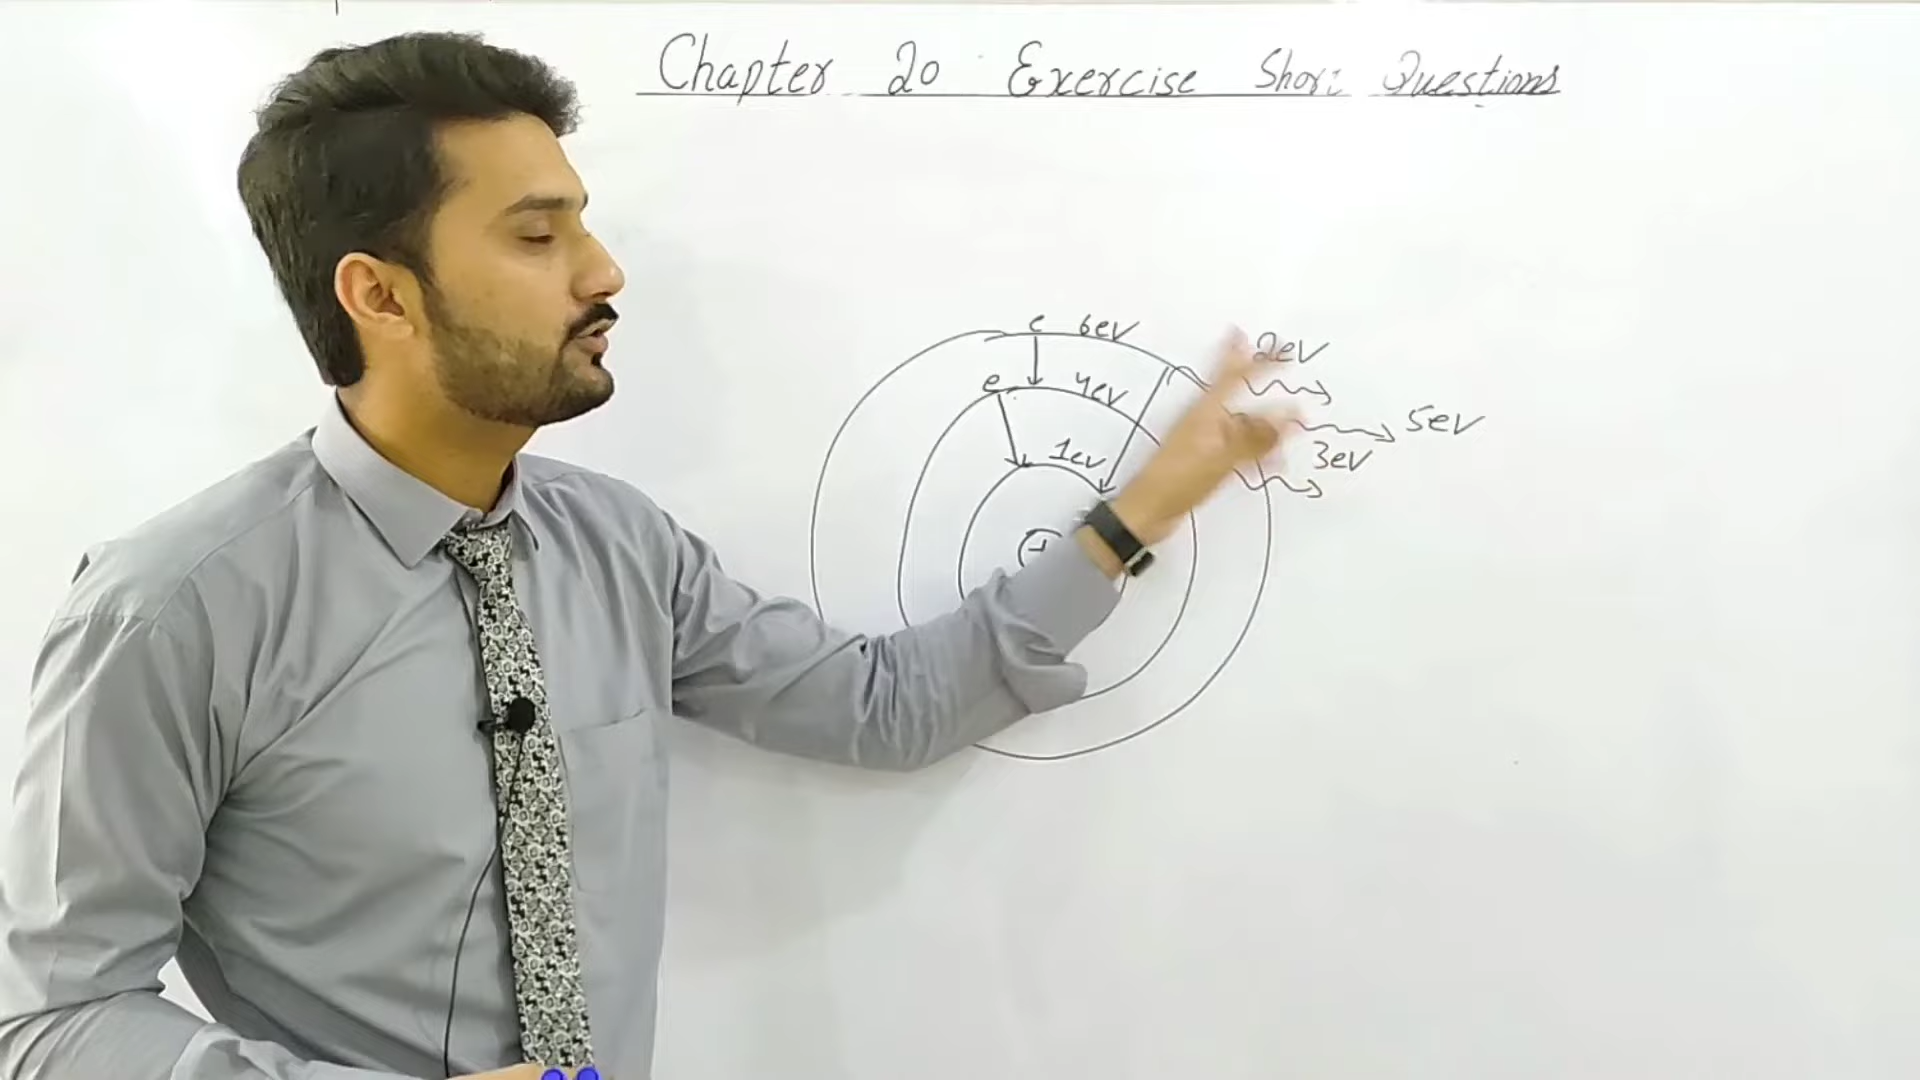 Chapter 20 Exercise Short Questions
e 6ev
2ev
e 4ev
5ev
1ev
3ev
+